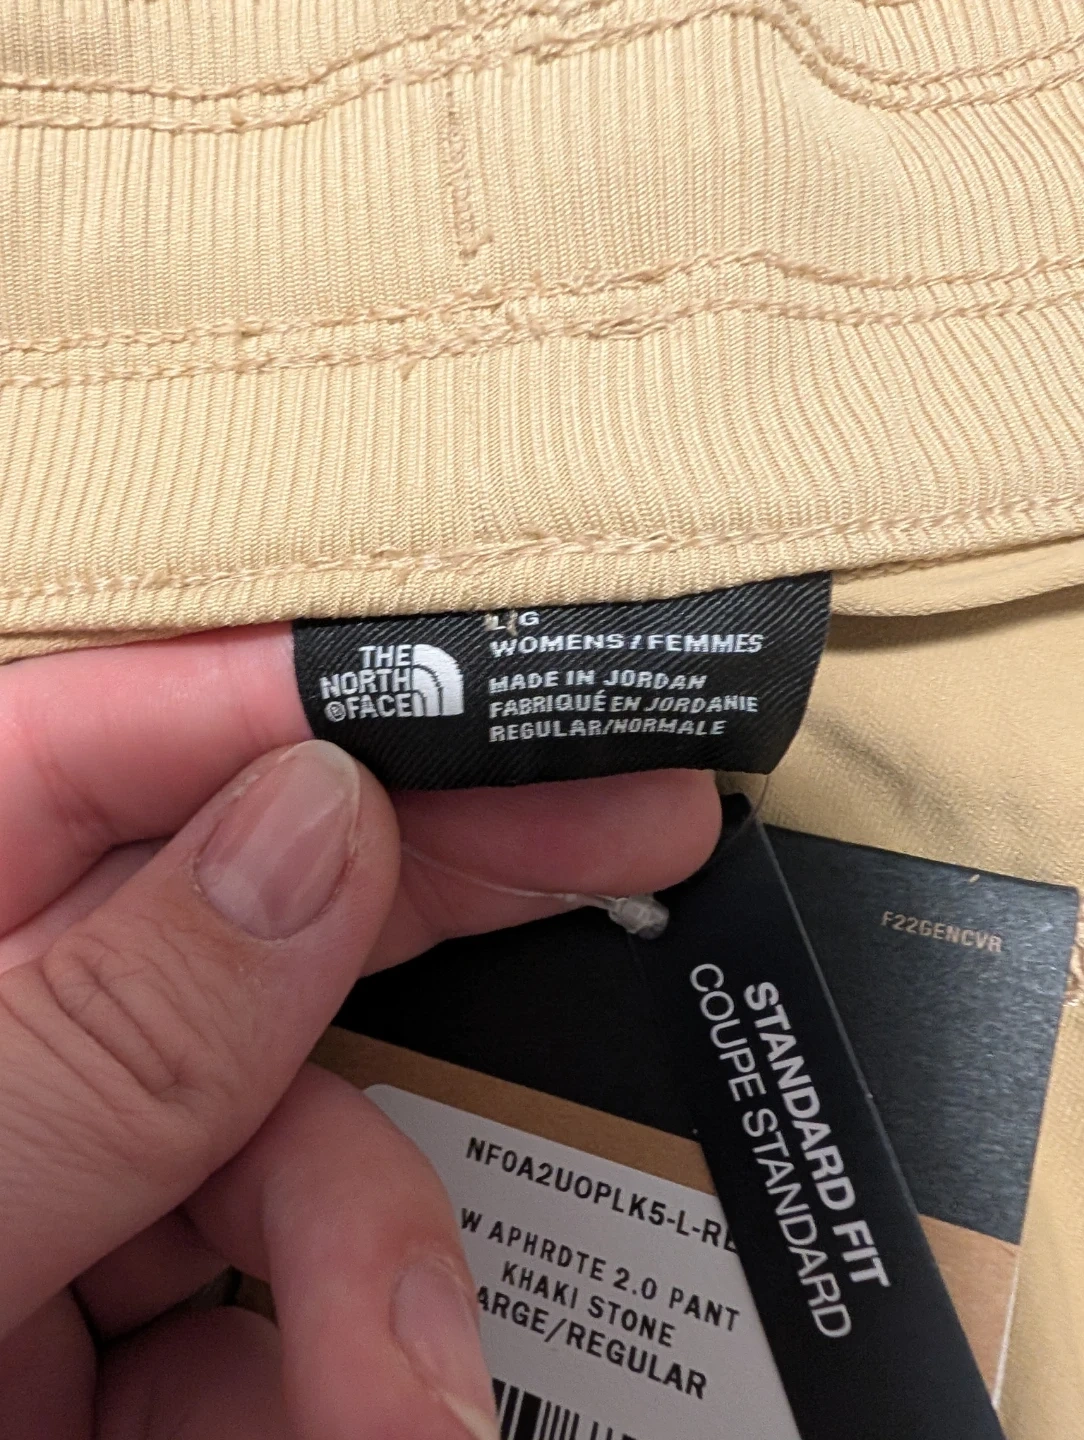 L/G
WOMENS / FEMMES
MADE IN JORDAN
FABRIQUÉ EN JORDANIE
REGULAR/NORMALE
THE
NORTH
®FACE
F22GENCVR
STANDARD FIT
COUPE STANDARD
NF0A2UOPLK5-L-RE
W APHRDTE 2.0 PANT
KHAKI STONE
ARGE/REGULAR